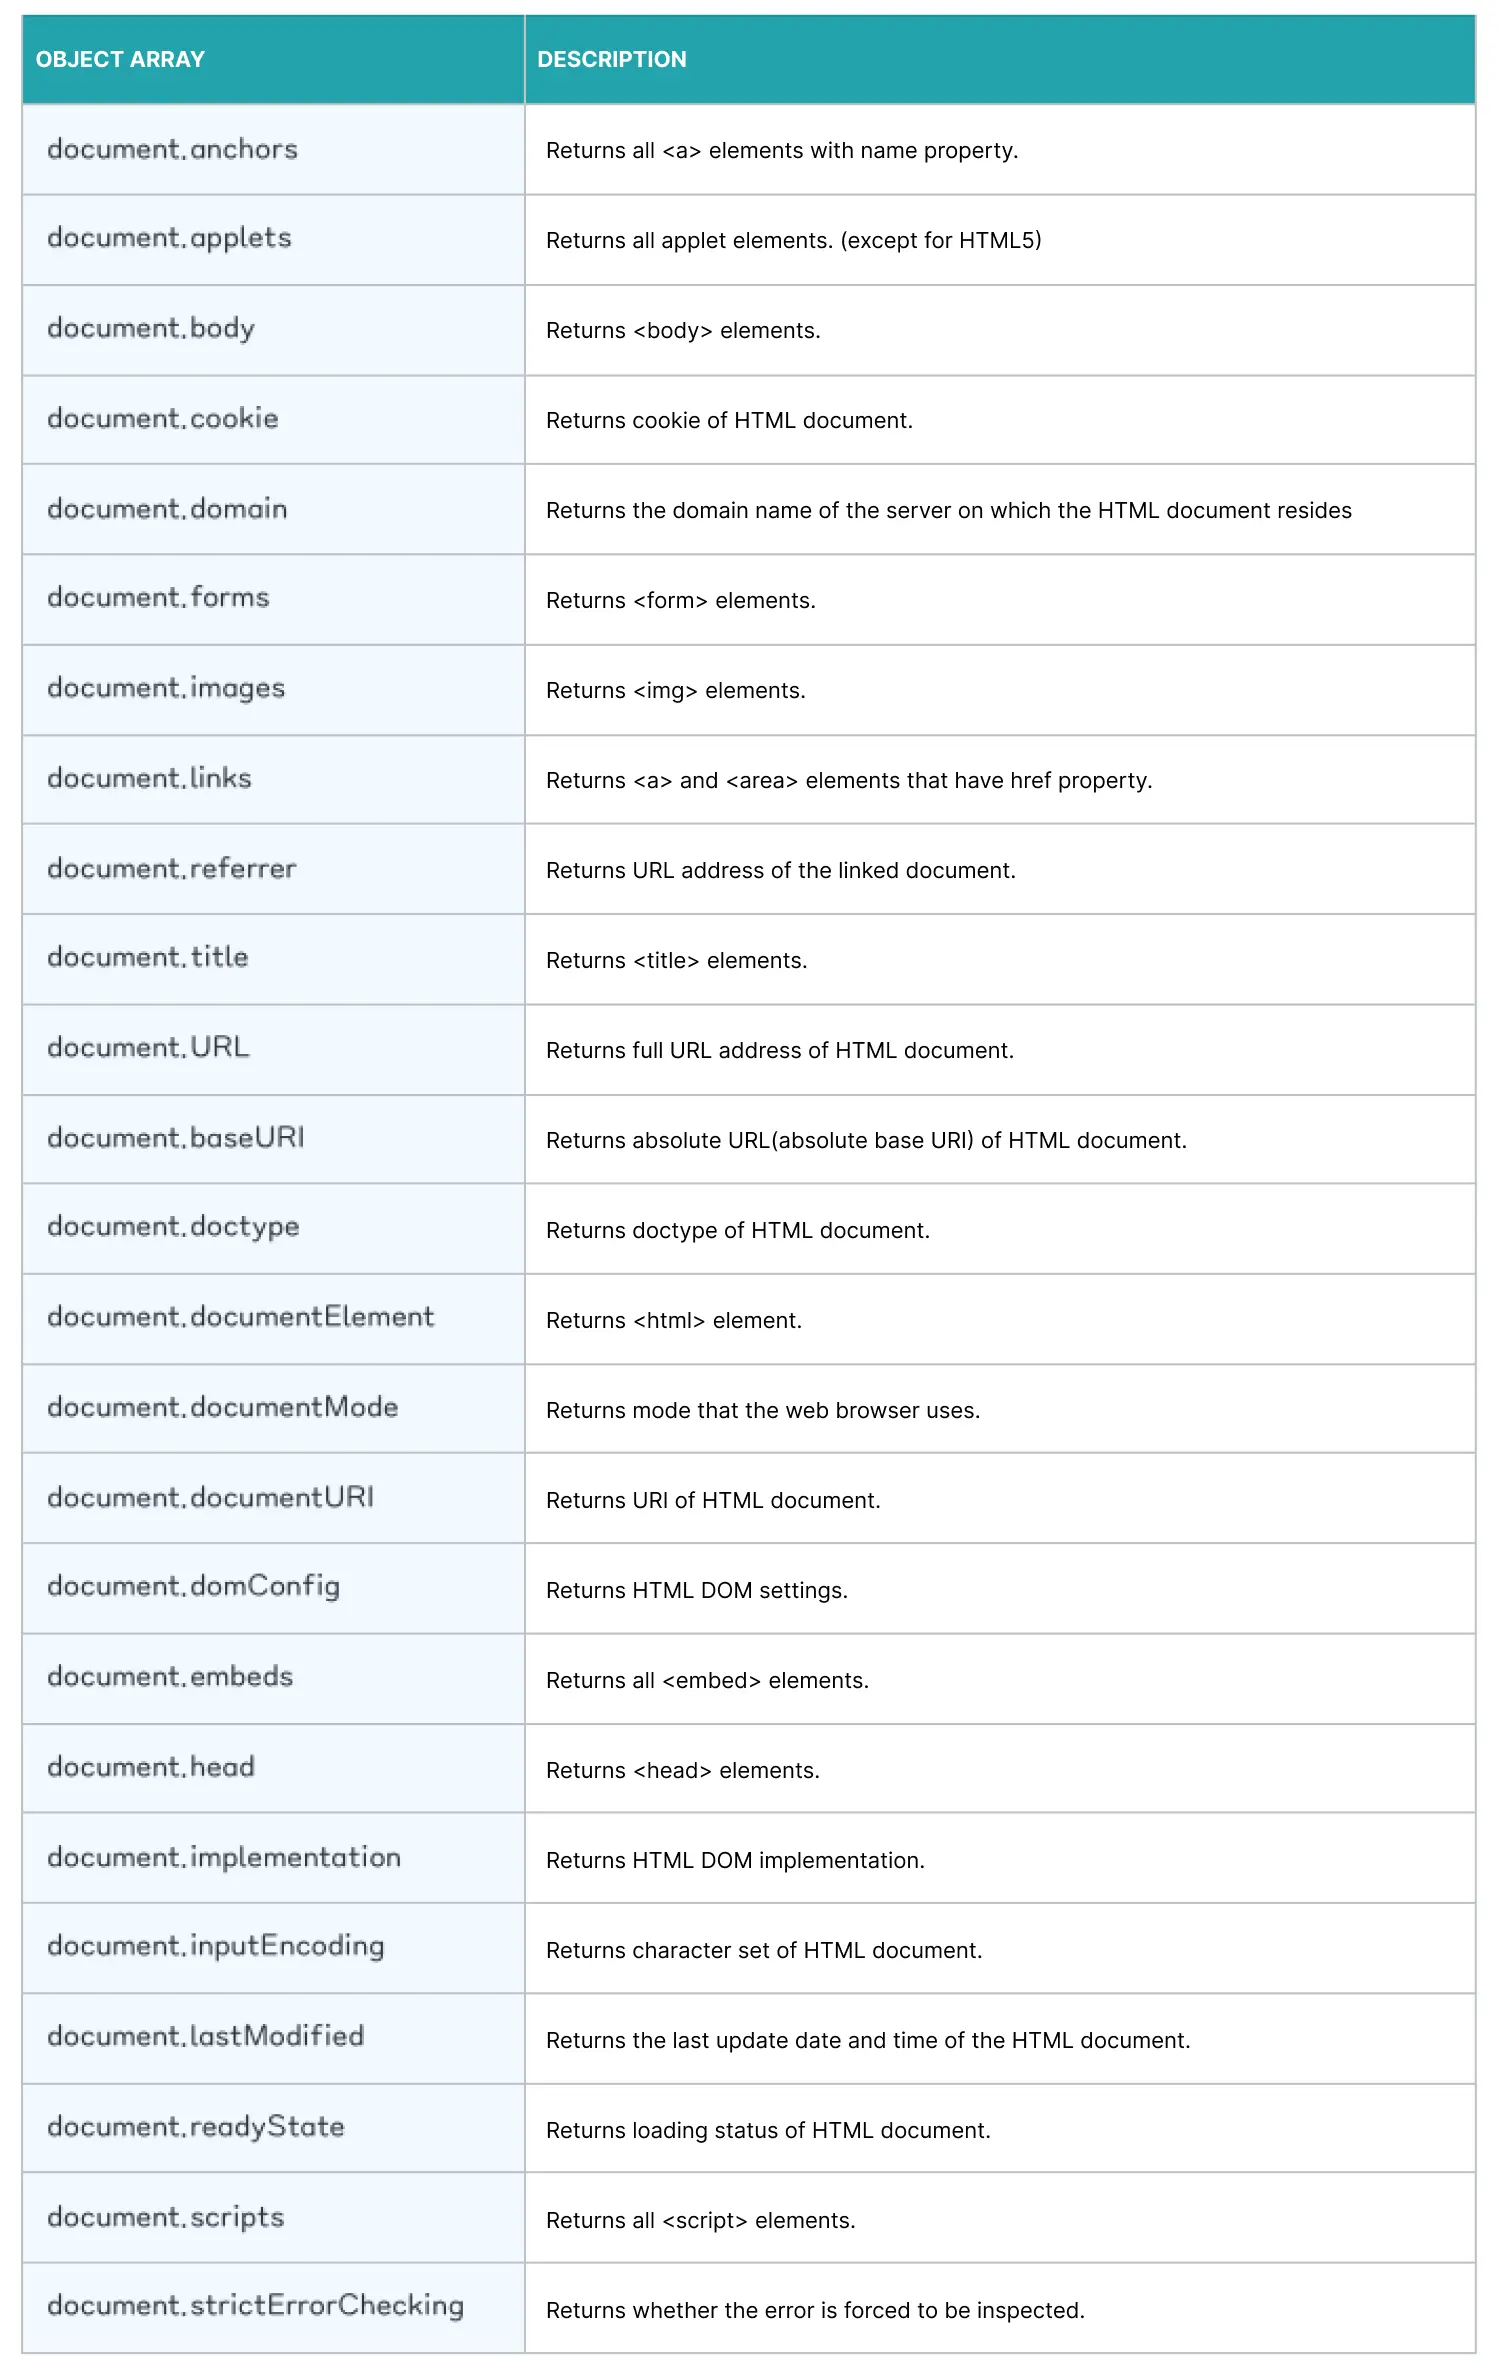 OBJECT ARRAY DESCRIPTION
document.anchors Returns all <a> elements with name property.
document.applets Returns all applet elements. (except for HTML5)
document.body Returns <body> elements.
document.cookie Returns cookie of HTML document.
document.domain Returns the domain name of the server on which the HTML document resides
document.forms Returns <form> elements.
document.images Returns <img> elements.
document.links Returns <a> and <area> elements that have href property.
document.referrer Returns URL address of the linked document.
document.title Returns <title> elements.
document.URL Returns full URL address of HTML document.
document.baseURI Returns absolute URL(absolute base URI) of HTML document.
document.doctype Returns doctype of HTML document.
document.documentElement Returns <html> element.
document.documentMode Returns mode that the web browser uses.
document.documentURI Returns URI of HTML document.
document.domConfig Returns HTML DOM settings.
document.embeds Returns all <embed> elements.
document.head Returns <head> elements.
document.implementation Returns HTML DOM implementation.
document.inputEncoding Returns character set of HTML document.
document.lastModified Returns the last update date and time of the HTML document.
document.readyState Returns loading status of HTML document.
document.scripts Returns all <script> elements.
document.strictErrorChecking Returns whether the error is forced to be inspected.